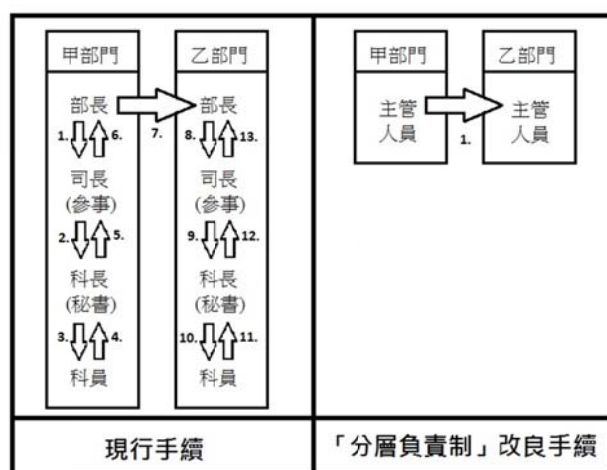 甲部門
部長
1. 6.
司長
(參事)
2. 5.
科長
(秘書)
3. 4.
科員
7.
乙部門
部長
8. 13.
司長
(參事)
9. 12.
科長
(秘書)
10. 11.
科員
現行手續
甲部門
主管
人員
1.
乙部門
主管
人員
「分層負責制」改良手續